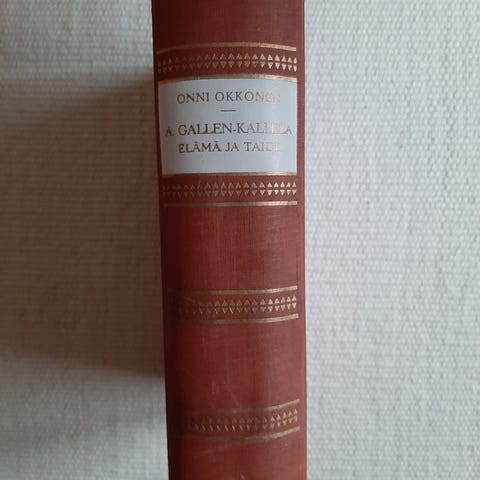 ONNI OKKONEN
A. GALLEN-KALLELA
ELÄMÄ JA TAIDE